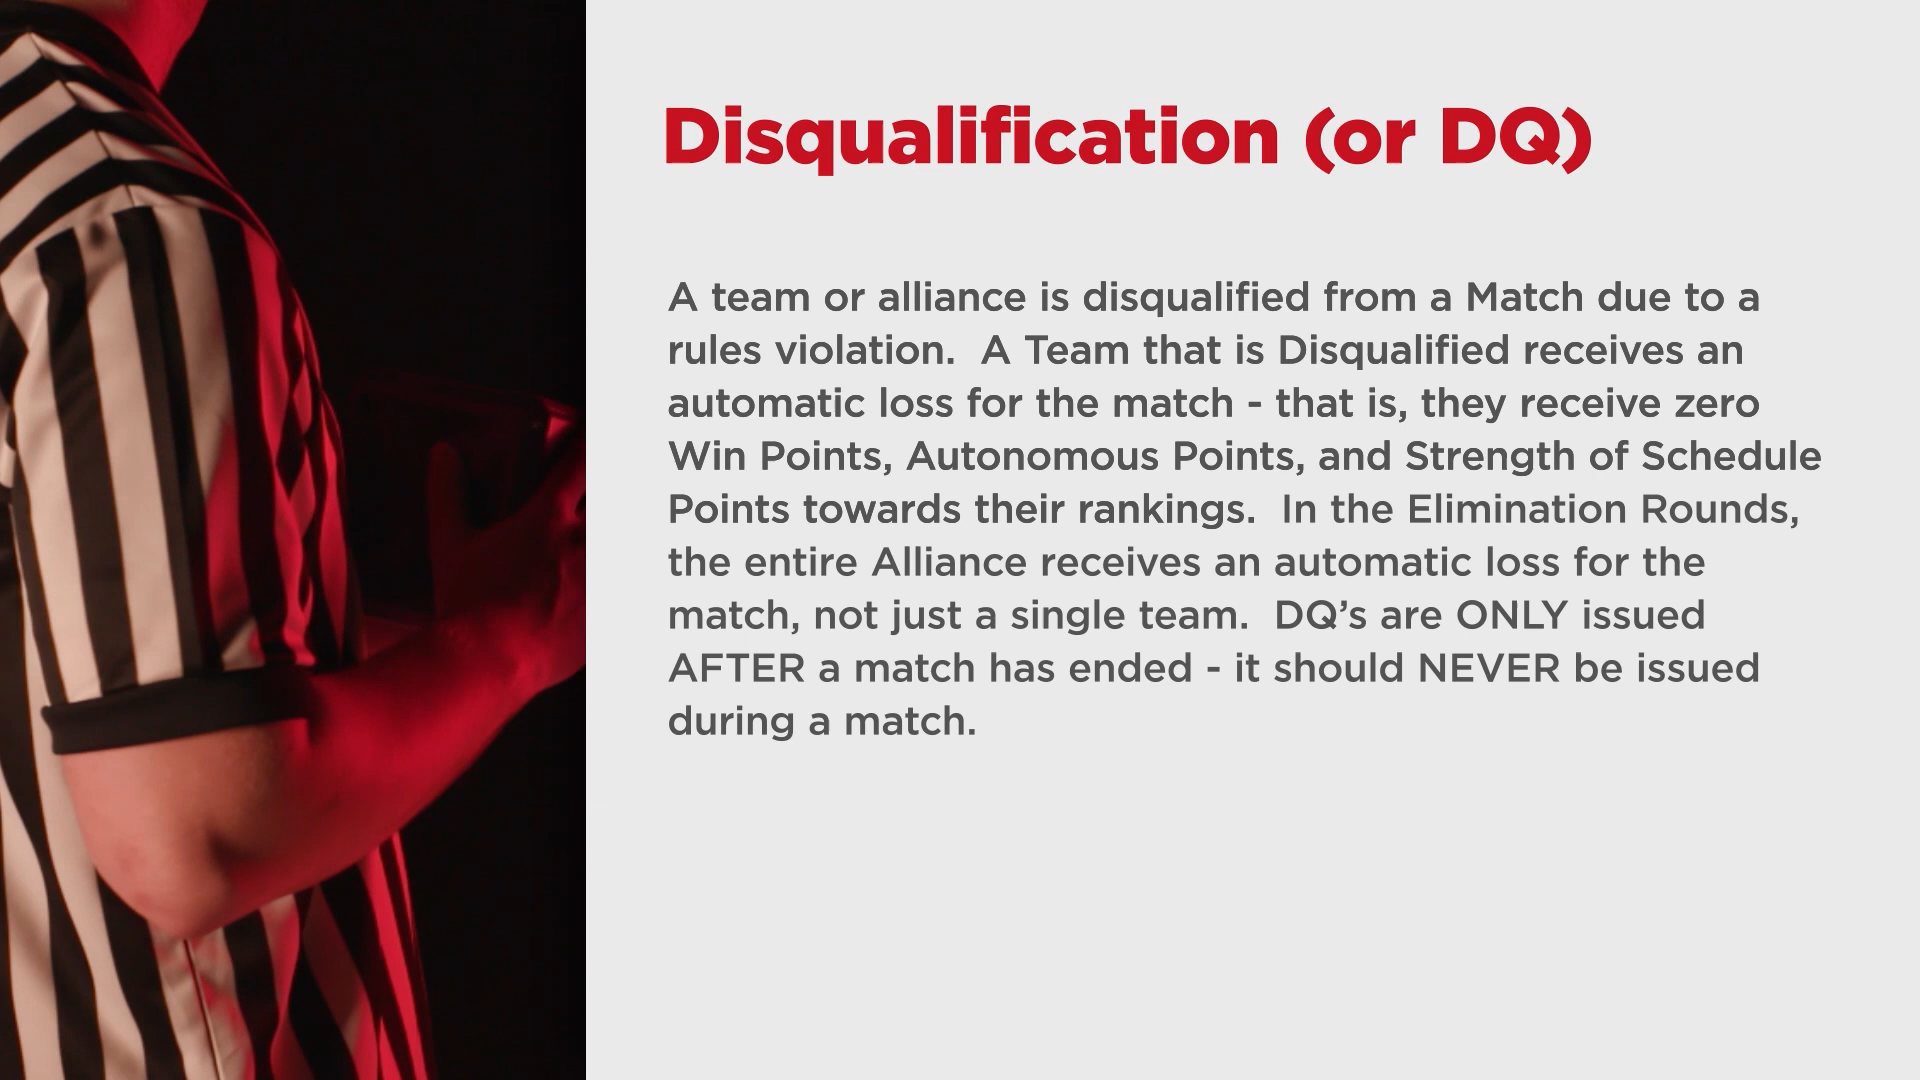 Disqualification (or DQ)
A team or alliance is disqualified from a Match due to a
rules violation.  A Team that is Disqualified receives an
automatic loss for the match - that is, they receive zero
Win Points, Autonomous Points, and Strength of Schedule
Points towards their rankings.  In the Elimination Rounds,
the entire Alliance receives an automatic loss for the
match, not just a single team.  DQ’s are ONLY issued
AFTER a match has ended - it should NEVER be issued
during a match.